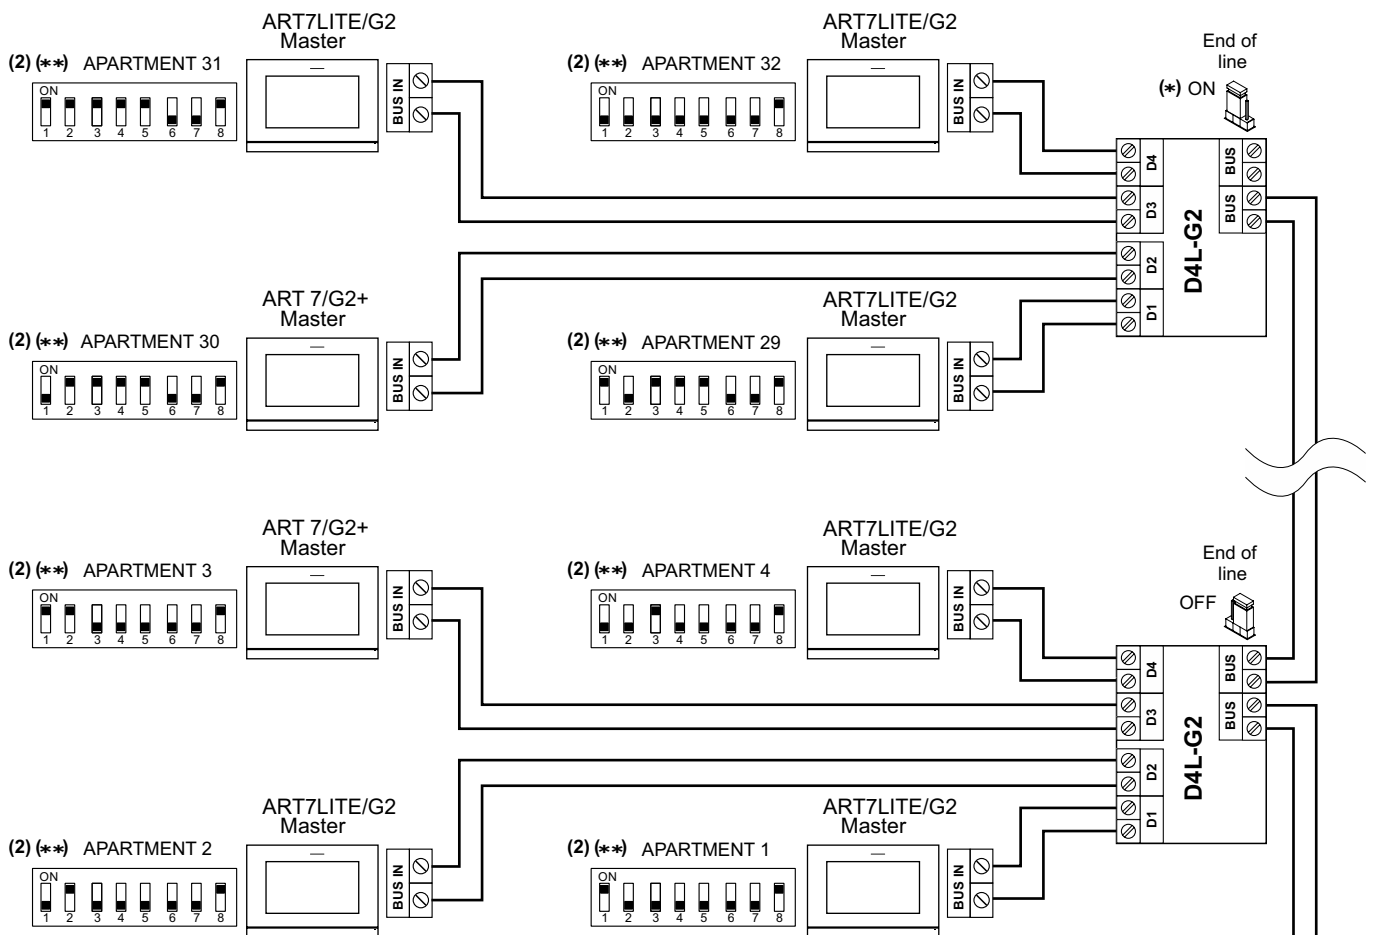 ART7LITE/G2
Master
(2) (**) APARTMENT 31
ON
1 2 3 4 5 6 7 8
BUS IN
ART7LITE/G2
Master
(2) (**) APARTMENT 32
ON
1 2 3 4 5 6 7 8
BUS IN
End of
line
(*) ON
D4
D3
D2
D1
D4L-G2
BUS
BUS
ART 7/G2+
Master
(2) (**) APARTMENT 30
ON
1 2 3 4 5 6 7 8
BUS IN
ART7LITE/G2
Master
(2) (**) APARTMENT 29
ON
1 2 3 4 5 6 7 8
BUS IN
ART 7/G2+
Master
(2) (**) APARTMENT 3
ON
1 2 3 4 5 6 7 8
BUS IN
ART7LITE/G2
Master
(2) (**) APARTMENT 4
ON
1 2 3 4 5 6 7 8
BUS IN
End of
line
OFF
D4
D3
D2
D1
D4L-G2
BUS
BUS
ART7LITE/G2
Master
(2) (**) APARTMENT 2
ON
1 2 3 4 5 6 7 8
BUS IN
ART7LITE/G2
Master
(2) (**) APARTMENT 1
ON
1 2 3 4 5 6 7 8
BUS IN